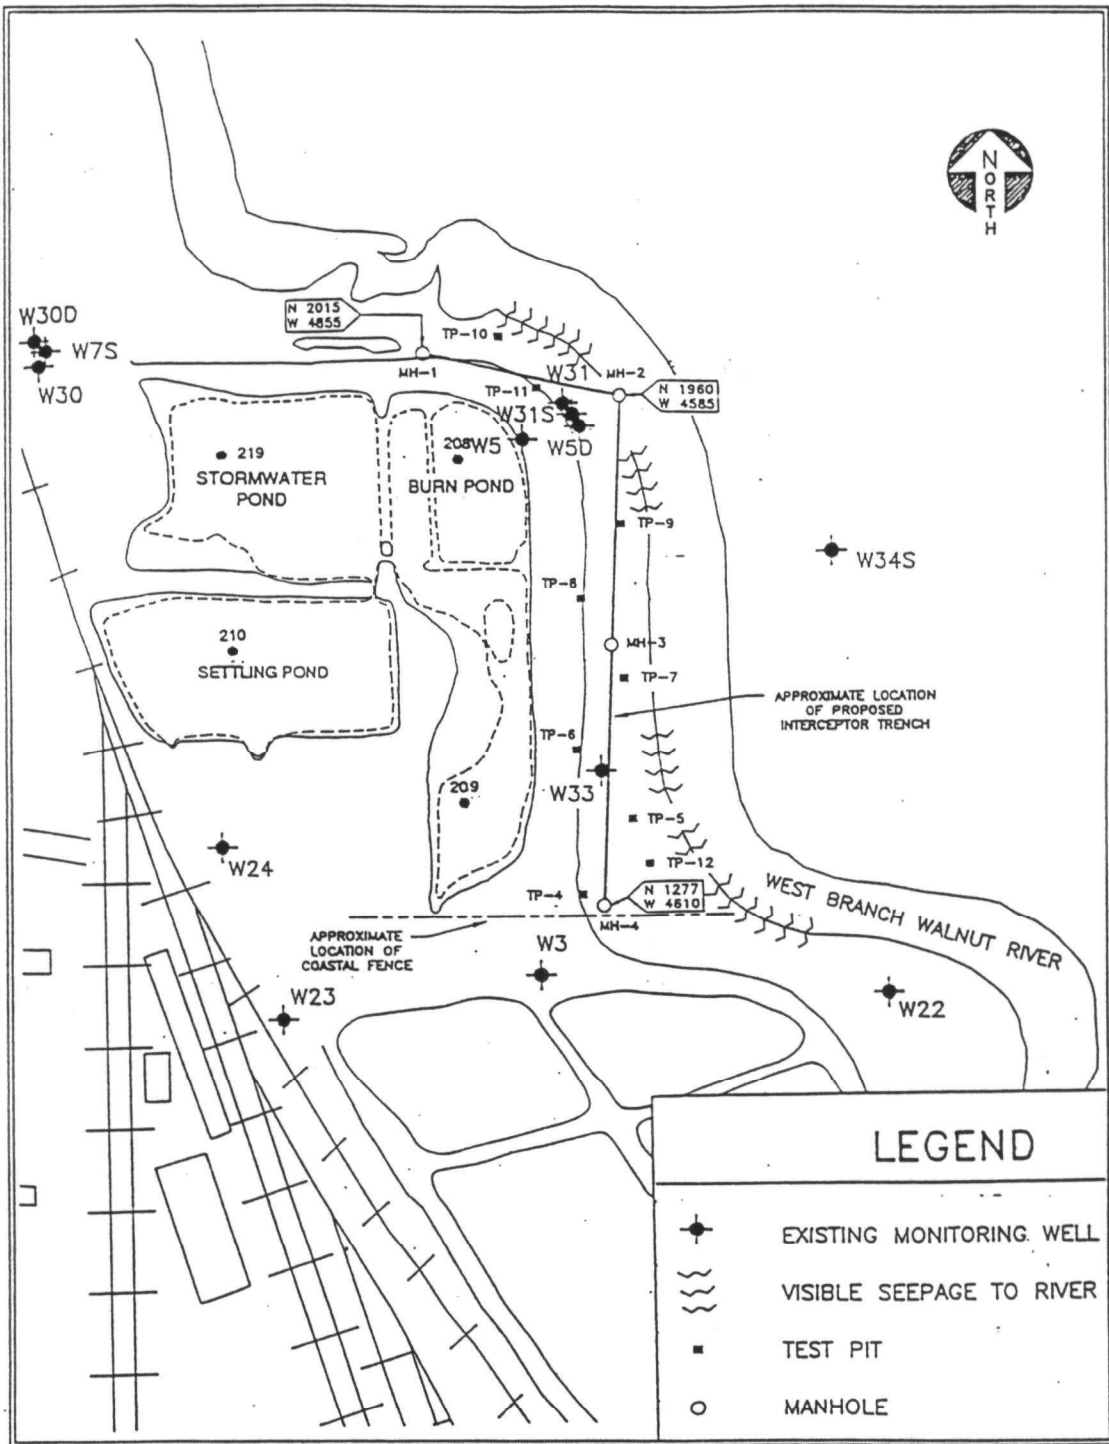 NORTH
N 2015
W 4855
W30D
W7S
W30
TP-10
MH-1
W31
MH-2
TP-11
N 1960
W 4585
W31S
208
W5
W5D
219
STORMWATER
POND
BURN POND
TP-9
W34S
TP-8
MH-3
210
SETTLING POND
TP-7
APPROXIMATE LOCATION
OF PROPOSED
INTERCEPTOR TRENCH
TP-6
W33
209
TP-5
W24
TP-12
WEST BRANCH WALNUT RIVER
TP-4
N 1277
W 4610
MH-4
APPROXIMATE
LOCATION OF
COASTAL FENCE
W3
W23
W22
LEGEND
EXISTING MONITORING WELL
VISIBLE SEEPAGE TO RIVER
TEST PIT
MANHOLE